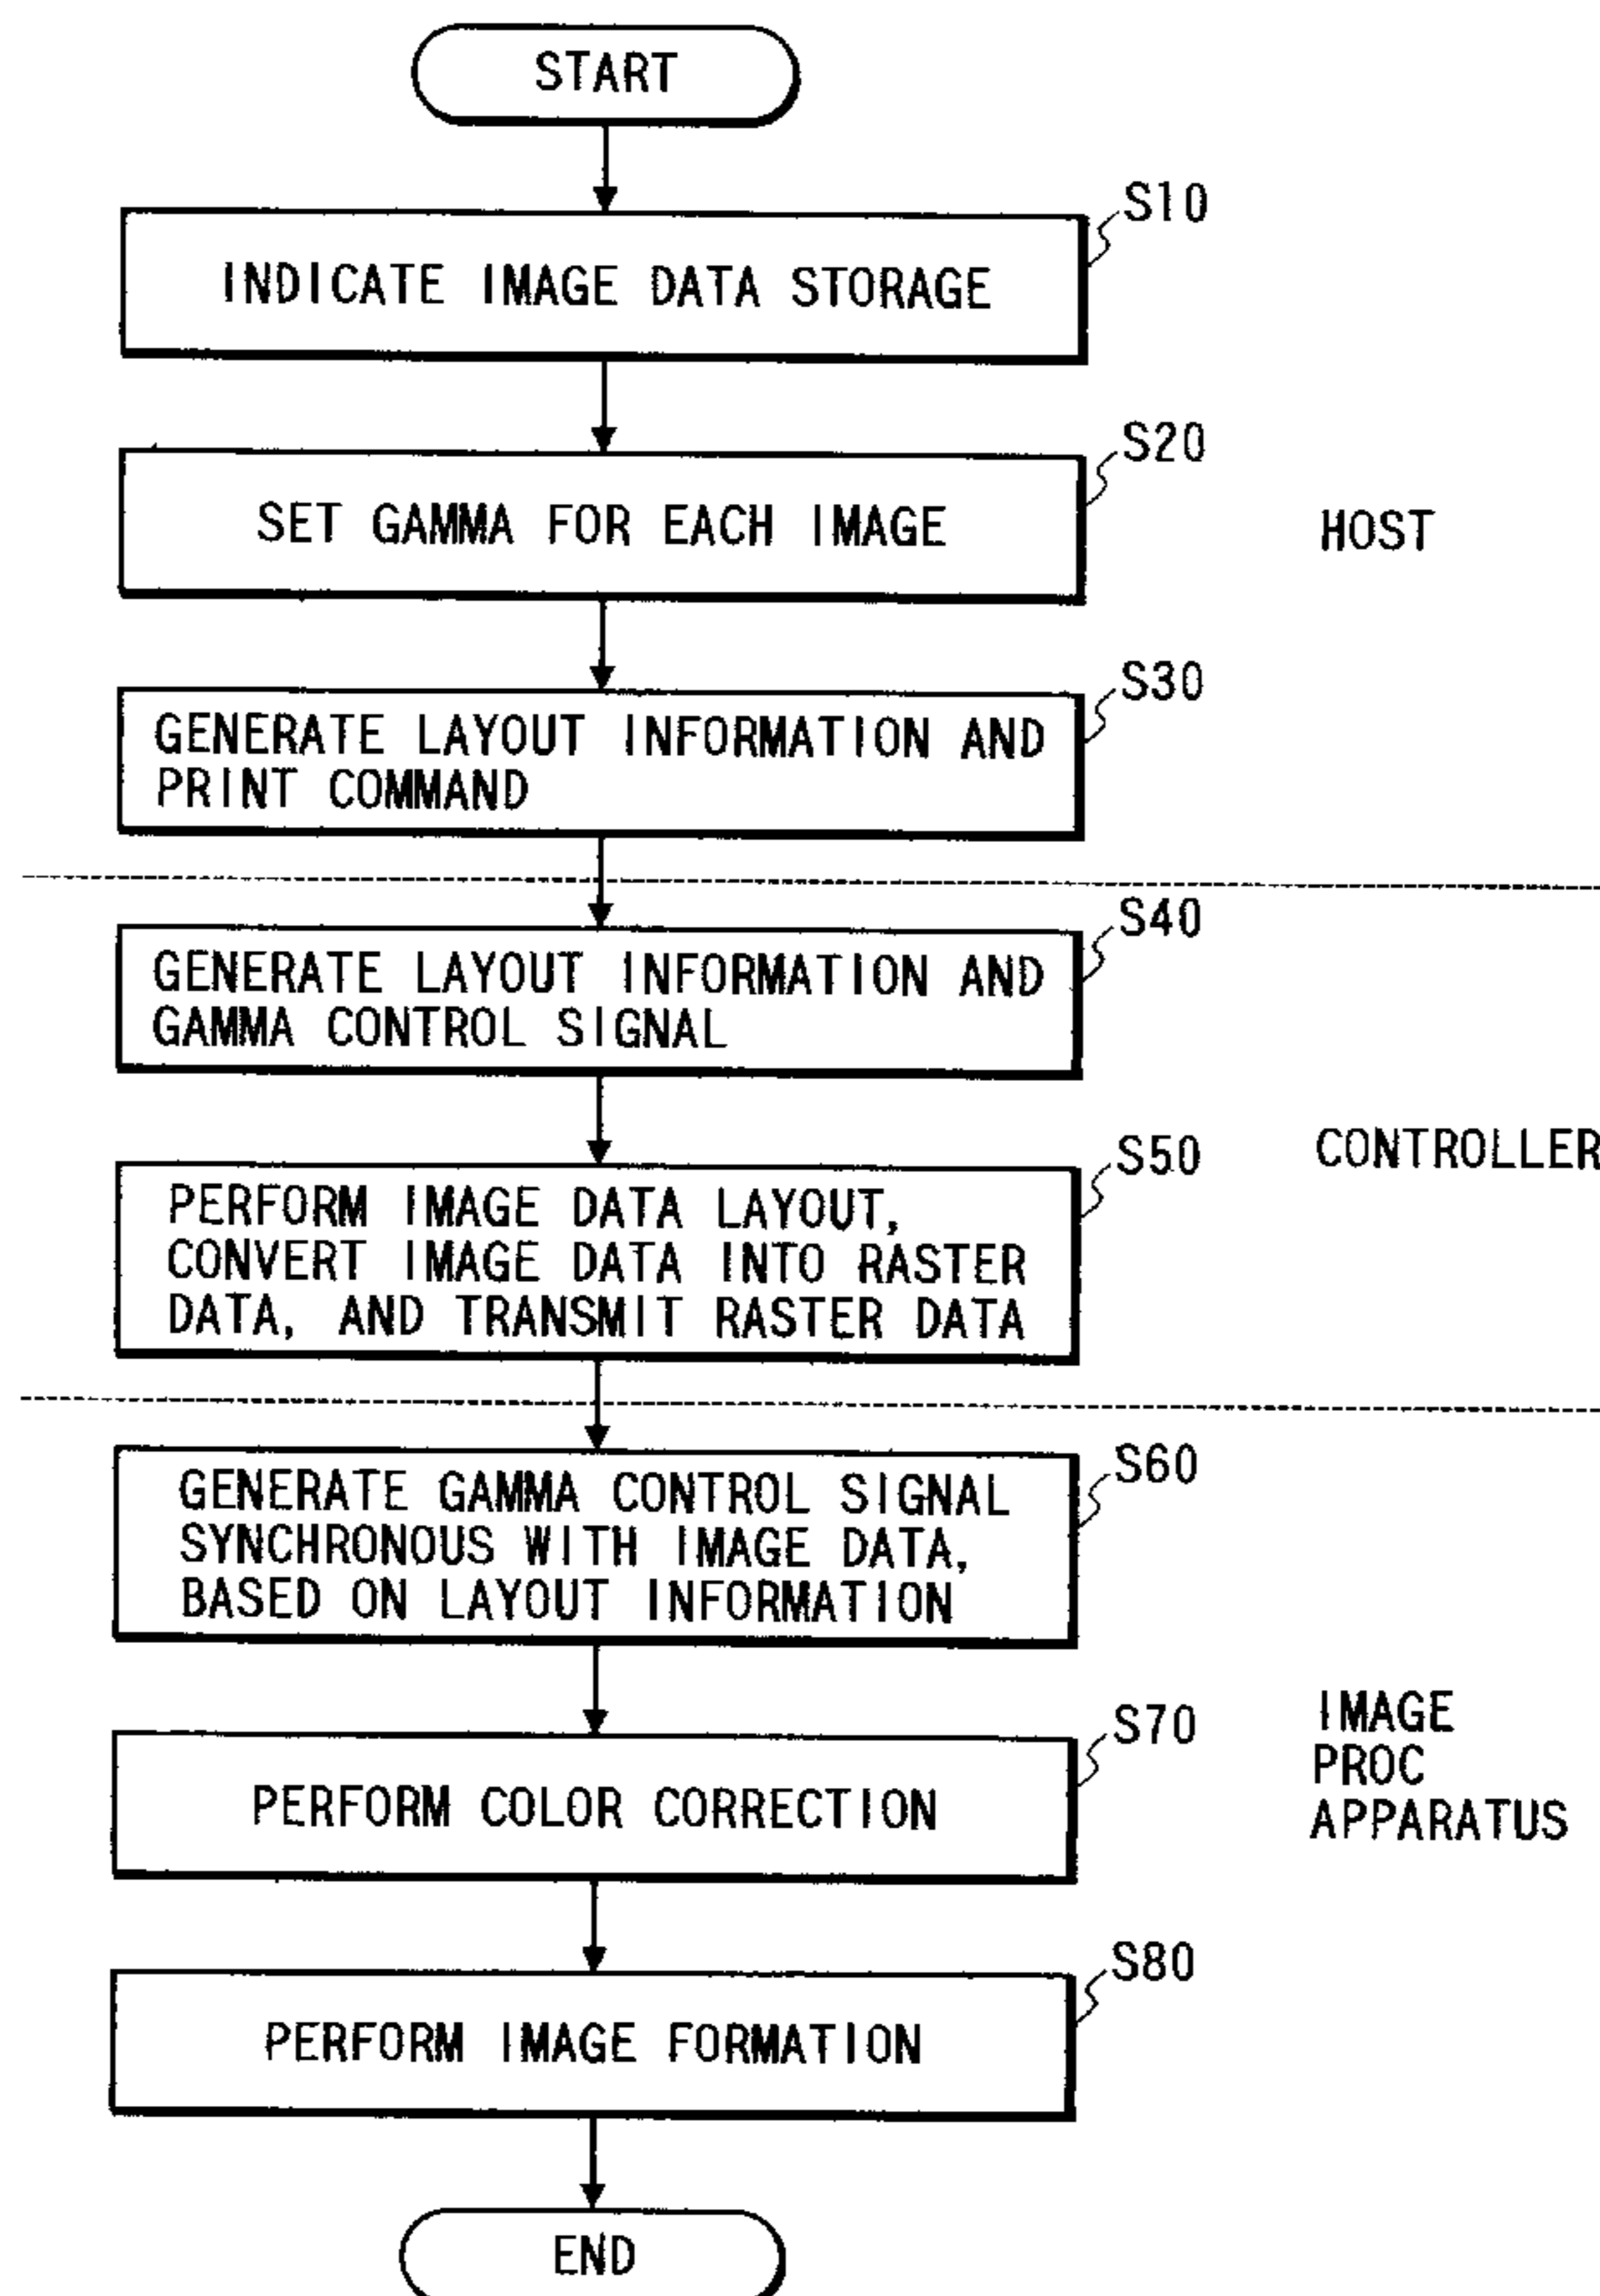 START
S10
INDICATE IMAGE DATA STORAGE
S20
SET GAMMA FOR EACH IMAGE
HOST
S30
GENERATE LAYOUT INFORMATION AND
PRINT COMMAND
S40
GENERATE LAYOUT INFORMATION AND
GAMMA CONTROL SIGNAL
CONTROLLER
S50
PERFORM IMAGE DATA LAYOUT,
CONVERT IMAGE DATA INTO RASTER
DATA, AND TRANSMIT RASTER DATA
S60
GENERATE GAMMA CONTROL SIGNAL
SYNCHRONOUS WITH IMAGE DATA,
BASED ON LAYOUT INFORMATION
S70
PERFORM COLOR CORRECTION
IMAGE
PROC
APPARATUS
S80
PERFORM IMAGE FORMATION
END